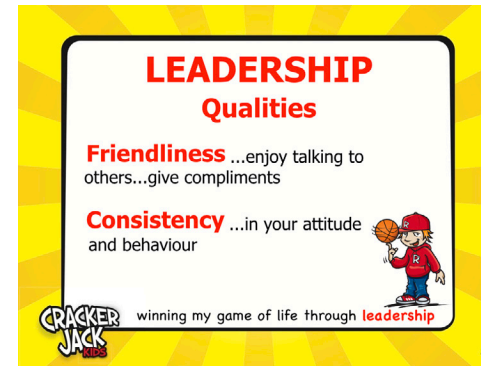 LEADERSHIP
Qualities
Friendliness ...enjoy talking to
others...give compliments
Consistency ...in your attitude
and behaviour
R
R
CRACKER
JACK
KIDS
winning my game of life through leadership